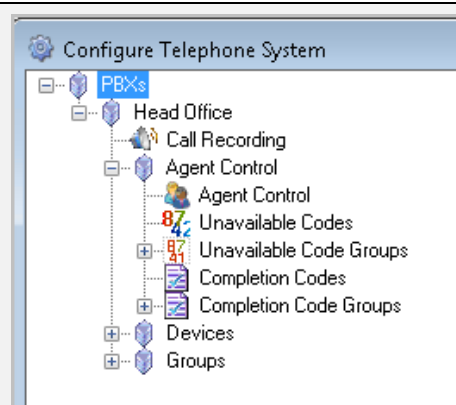 Configure Telephone System
PBXs
Head Office
Call Recording
Agent Control
Agent Control
Unavailable Codes
Unavailable Code Groups
Completion Codes
Completion Code Groups
Devices
Groups